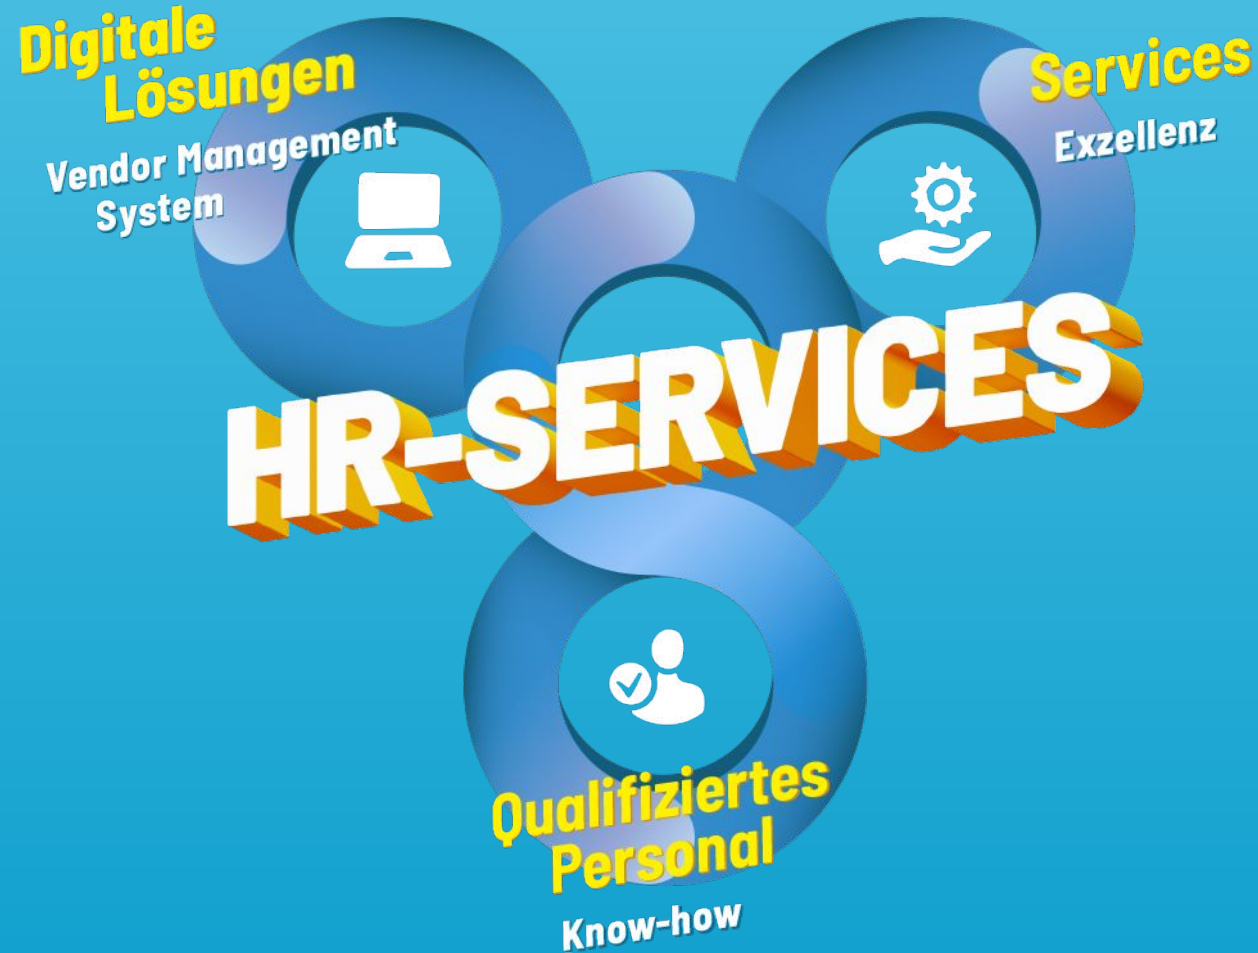 Digitale
Lösungen
Vendor Management
System
Services
Exzellenz
HR-SERVICES
Qualifiziertes
Personal
Know-how